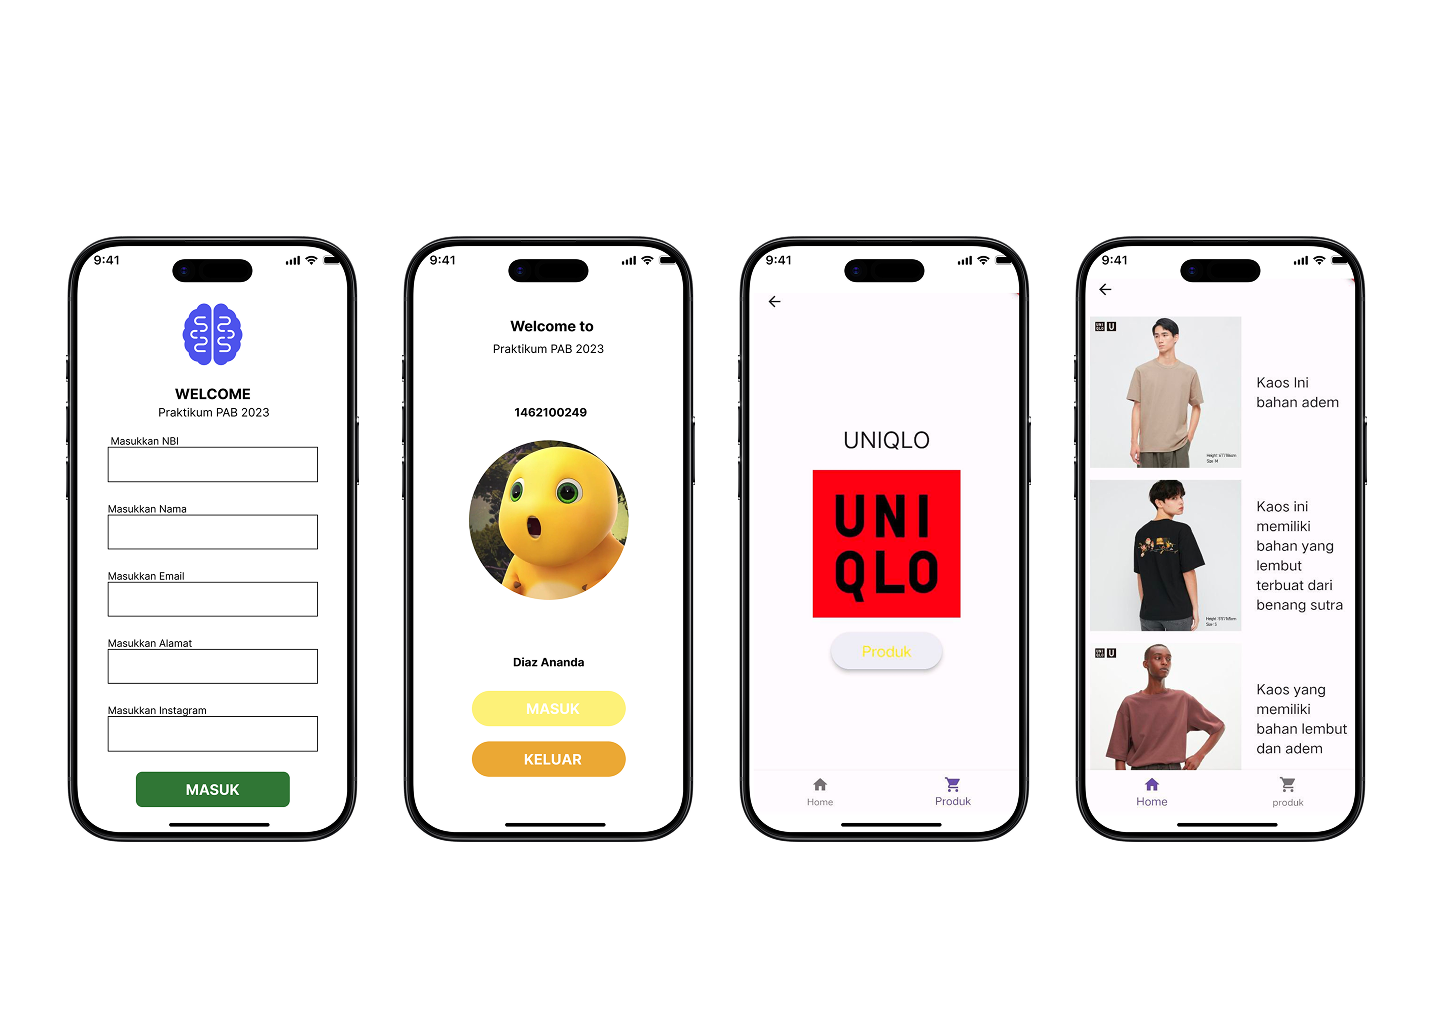 9:41
WELCOME
Praktikum PAB 2023
Masukkan NBI
Masukkan Nama
Masukkan Email
Masukkan Alamat
Masukkan Instagram
MASUK
9:41
Welcome to
Praktikum PAB 2023
1462100249
Diaz Ananda
MASUK
KELUAR
9:41
UNIQLO
UNI
QLO
Produk
Home
Produk
9:41
U
Kaos Ini
bahan adem
Size: M
Kaos ini
memiliki
bahan yang
lembut
terbuat dari
benang sutra
Size: S
U
Kaos yang
memiliki
bahan lembut
dan adem
Home
produk